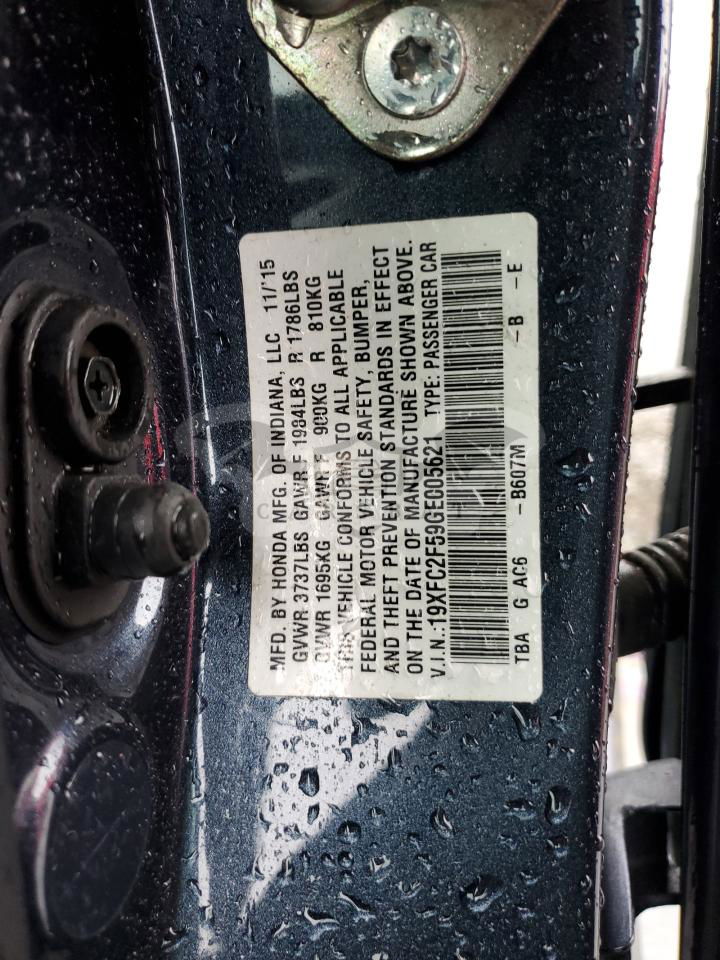 MFD. BY HONDA MFG. OF INDIANA, LLC 11/'15
GVWR 3737LBS GAWR F 1984LBS R 1786LBS
GVWR 1695KG GAWR F 900KG R 810KG
THIS VEHICLE CONFORMS TO ALL APPLICABLE
FEDERAL MOTOR VEHICLE SAFETY, BUMPER,
AND THEFT PREVENTION STANDARDS IN EFFECT
ON THE DATE OF MANUFACTURE SHOWN ABOVE.
V.I.N.:19XFC2F59GE005621 TYPE: PASSENGER CAR
TBA G AC6 -B607M -B -E